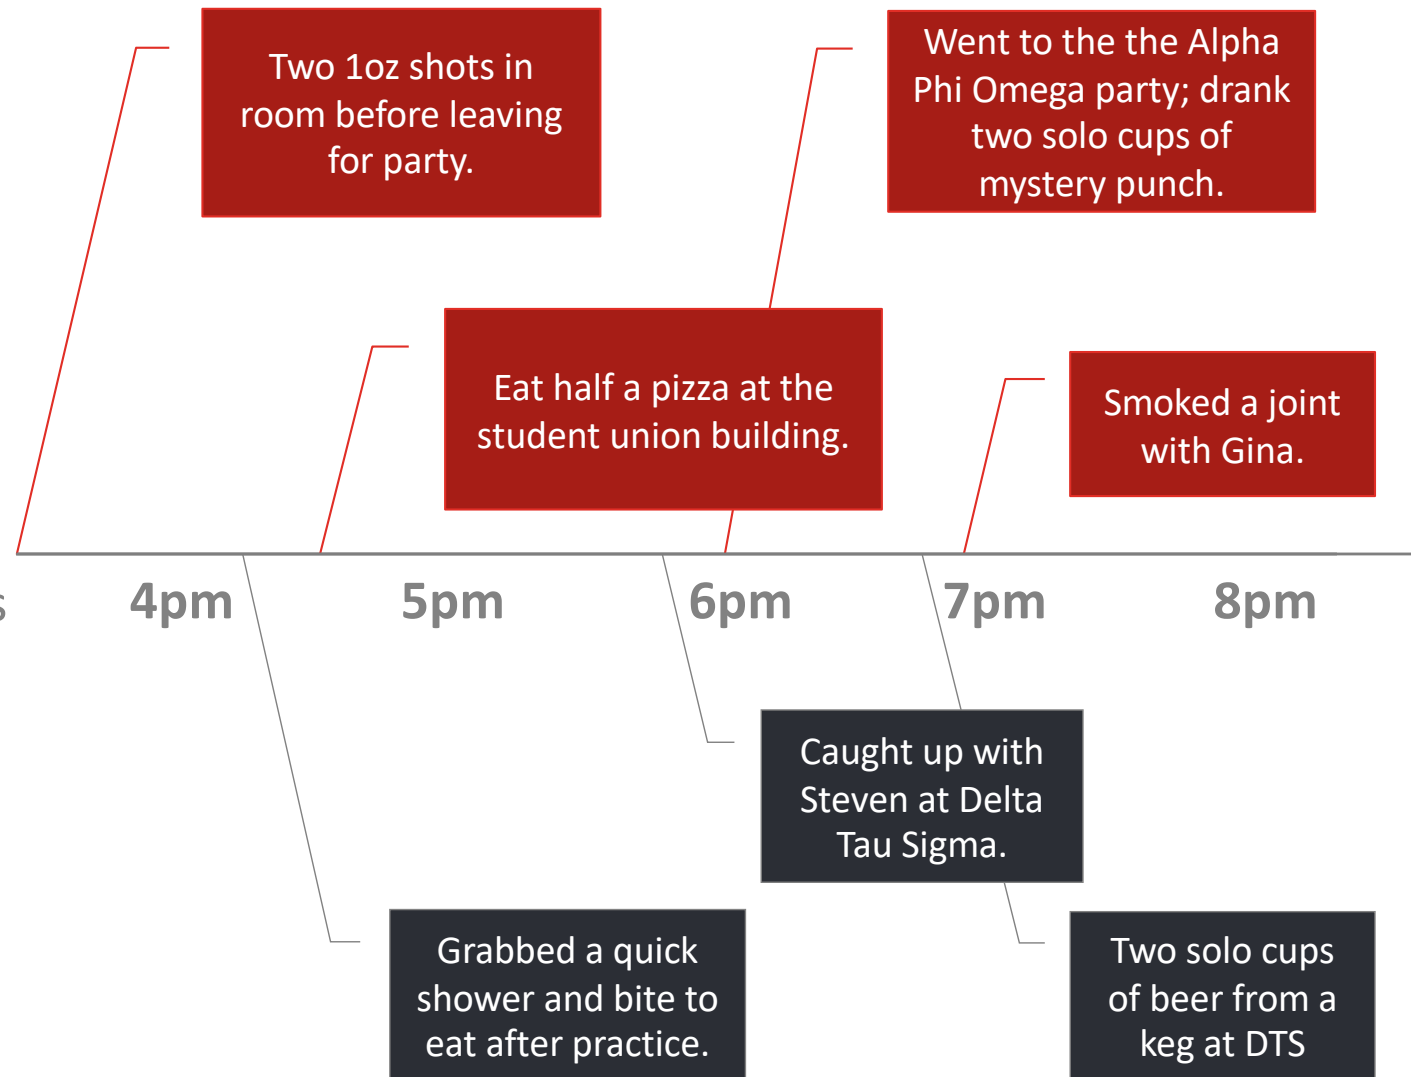 Two 1oz shots in
room before leaving
for party.
Went to the the Alpha
Phi Omega party; drank
two solo cups of
mystery punch.
Eat half a pizza at the
student union building.
Smoked a joint
with Gina.
s
4pm
5pm
6pm
7pm
8pm
Caught up with
Steven at Delta
Tau Sigma.
Grabbed a quick
shower and bite to
eat after practice.
Two solo cups
of beer from a
keg at DTS